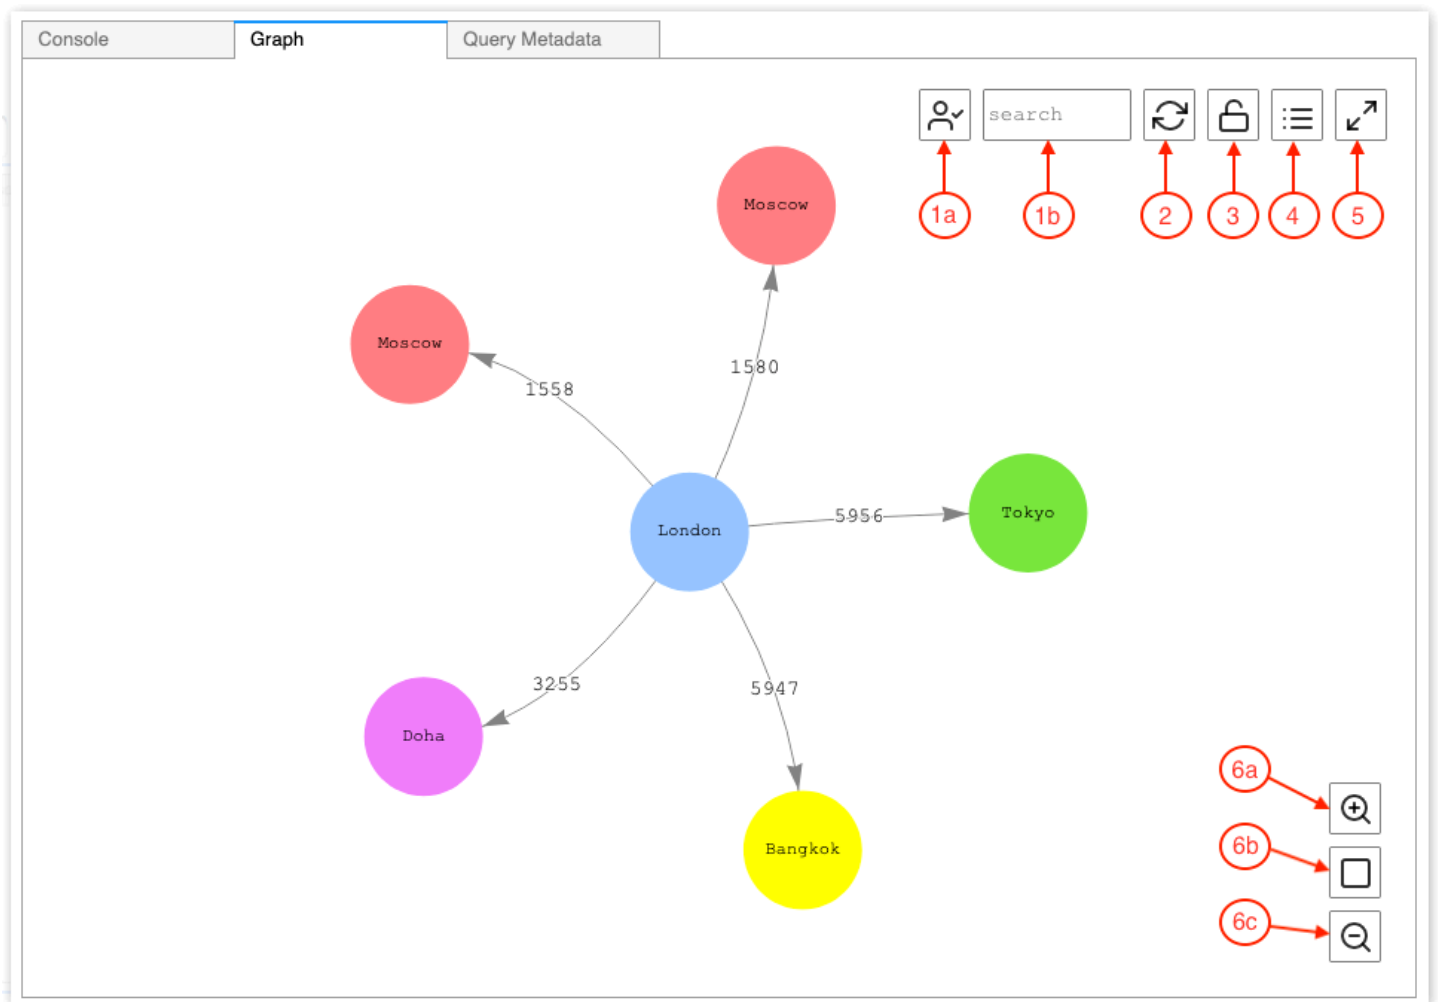 Console Graph Query Metadata
search
1a 1b 2 3 4 5
Moscow
Moscow
1580
1558
London
5956
Tokyo
3255
5947
Doha
Bangkok
6a
6b
6c